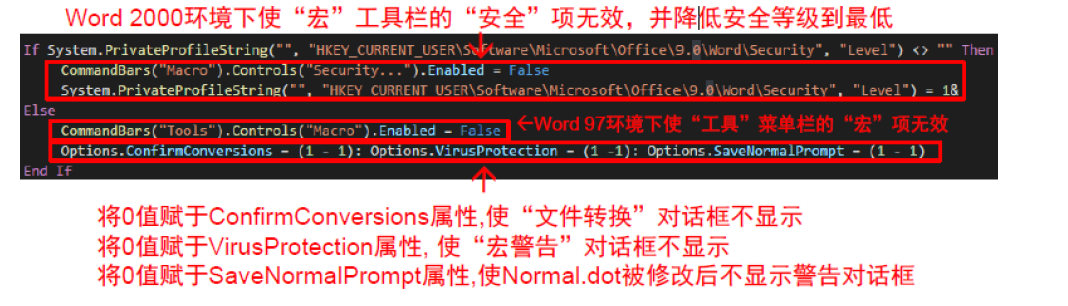 Word 2000环境下使“宏”工具栏的“安全”项无效，并降低安全等级到最低
If System.PrivateProfileString("", "HKEY_CURRENT_USER\Software\Microsoft\Office\9.0\Word\Security", "Level") <> "" Then
CommandBars("Macro").Controls("Security...").Enabled = False
System.PrivateProfileString("", "HKEY_CURRENT_USER\Software\Microsoft\Office\9.0\Word\Security", "Level") = 1&
Else
CommandBars("Tools").Controls("Macro").Enabled = False ←Word 97环境下使“工具”菜单栏的“宏”项无效
Options.ConfirmConversions = (1 - 1): Options.VirusProtection = (1 -1): Options.SaveNormalPrompt = (1 - 1)
End If
将0值赋于ConfirmConversions属性,使“文件转换”对话框不显示
将0值赋于VirusProtection属性, 使“宏警告”对话框不显示
将0值赋于SaveNormalPrompt属性,使Normal.dot被修改后不显示警告对话框